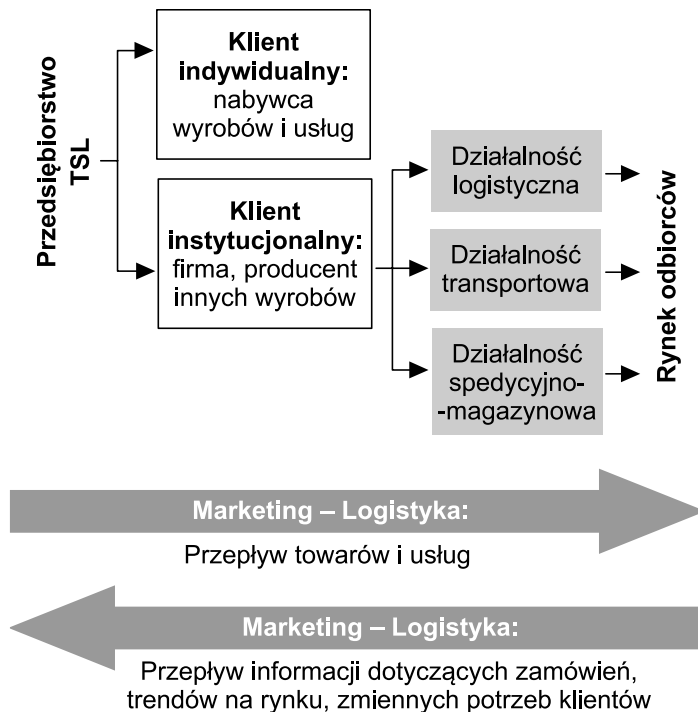 Przedsiębiorstwo
TSL
Klient
indywidualny:
nabywca
wyrobów i usług
Klient
instytucjonalny:
firma, producent
innych wyrobów
Działalność
logistyczna
Działalność
transportowa
Działalność
spedycyjno-
-magazynowa
Rynek odbiorców
Marketing – Logistyka:
Przepływ towarów i usług
Marketing – Logistyka:
Przepływ informacji dotyczących zamówień,
trendów na rynku, zmiennych potrzeb klientów